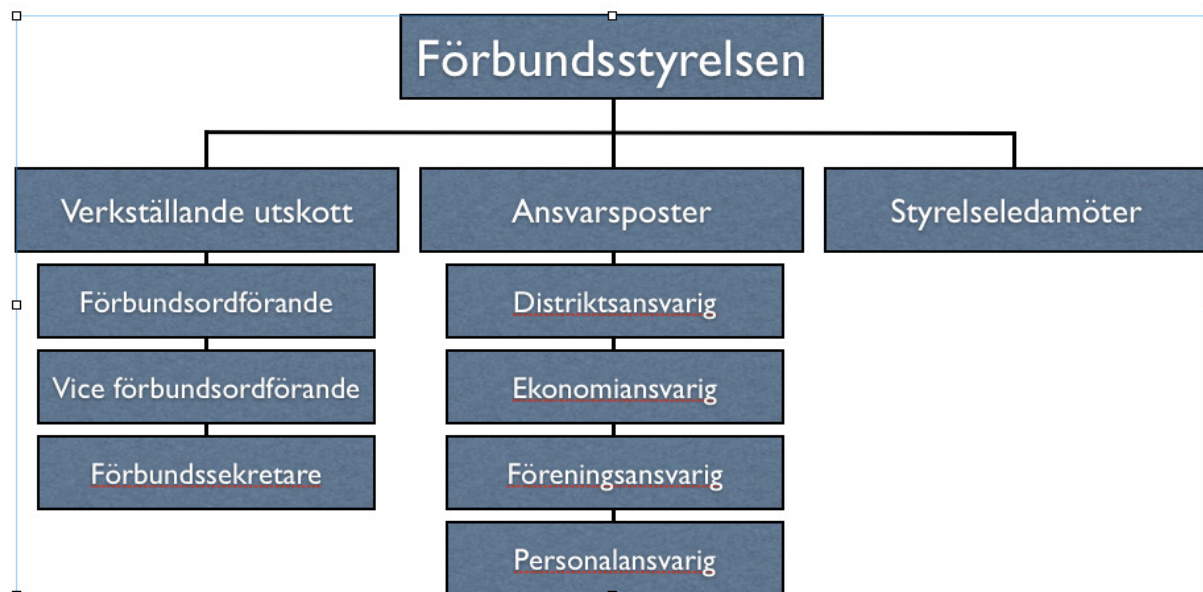 Förbundsstyrelsen
Verkställande utskott
Ansvarsposter
Styrelseledamöter
Förbundsordförande
Distriktsansvarig
Vice förbundsordförande
Ekonomiansvarig
Förbundssekretare
Föreningsansvarig
Personalansvarig